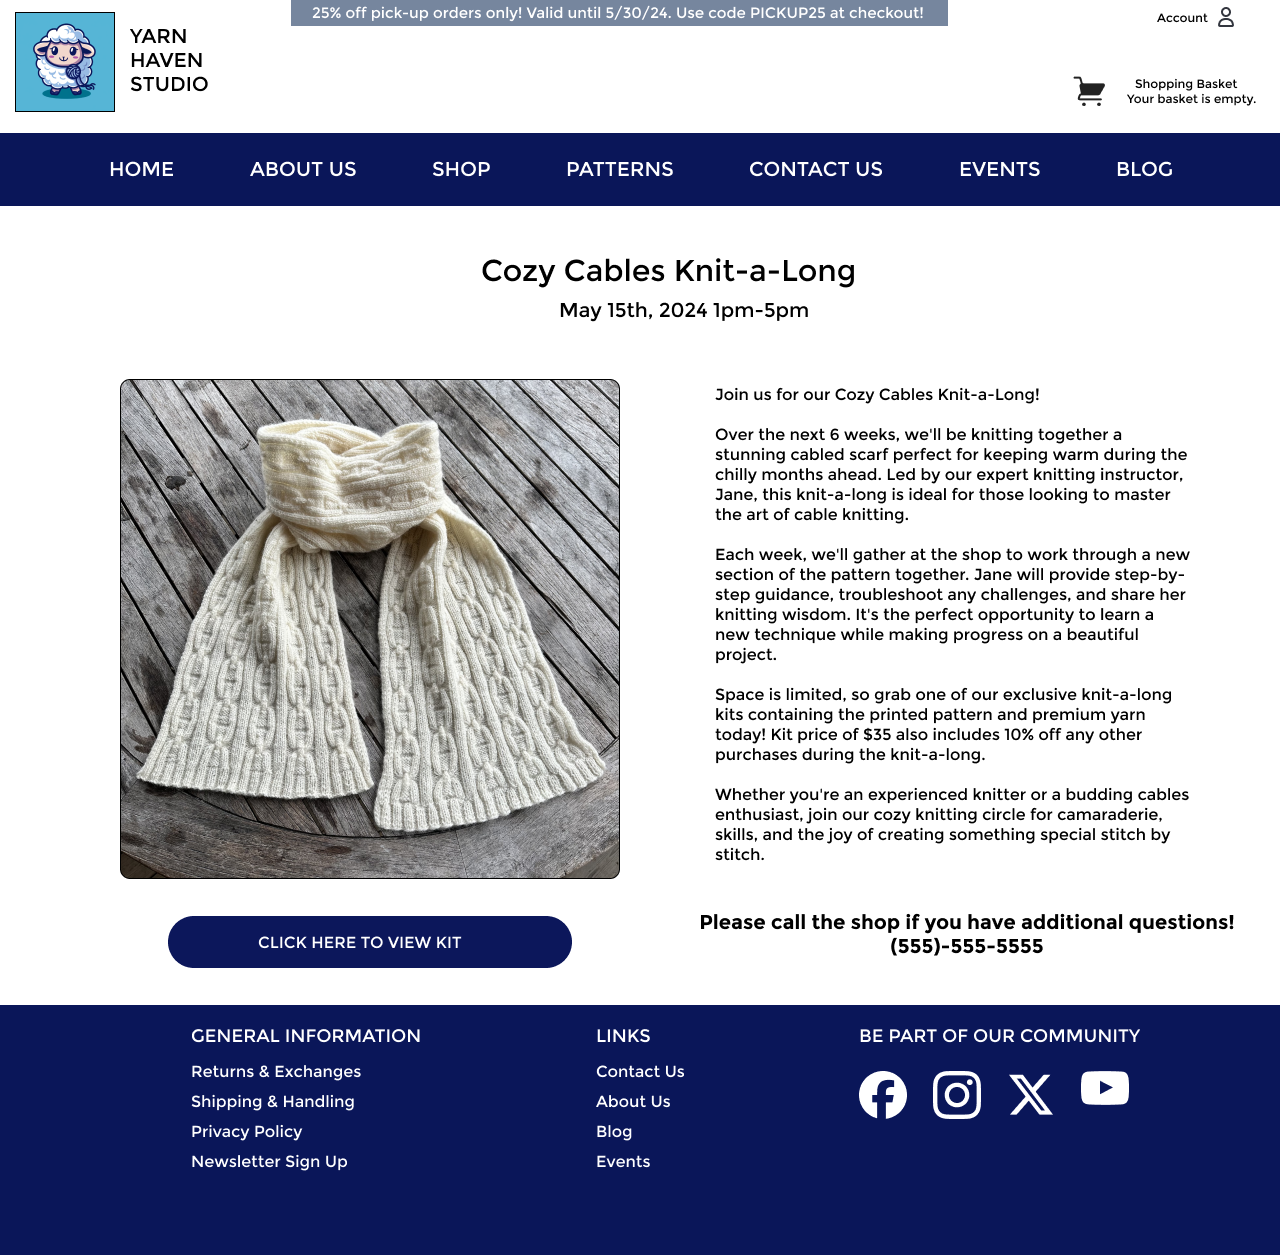 25% off pick-up orders only! Valid until 5/30/24. Use code PICKUP25 at checkout!
Account
YARN
HAVEN
STUDIO
Shopping Basket
Your basket is empty.
HOME ABOUT US SHOP PATTERNS CONTACT US EVENTS BLOG
Cozy Cables Knit-a-Long
May 15th, 2024 1pm-5pm
Join us for our Cozy Cables Knit-a-Long!
Over the next 6 weeks, we'll be knitting together a
stunning cabled scarf perfect for keeping warm during the
chilly months ahead. Led by our expert knitting instructor,
Jane, this knit-a-long is ideal for those looking to master
the art of cable knitting.
Each week, we'll gather at the shop to work through a new
section of the pattern together. Jane will provide step-by-
step guidance, troubleshoot any challenges, and share her
knitting wisdom. It's the perfect opportunity to learn a
new technique while making progress on a beautiful
project.
Space is limited, so grab one of our exclusive knit-a-long
kits containing the printed pattern and premium yarn
today! Kit price of $35 also includes 10% off any other
purchases during the knit-a-long.
Whether you're an experienced knitter or a budding cables
enthusiast, join our cozy knitting circle for camaraderie,
skills, and the joy of creating something special stitch by
stitch.
CLICK HERE TO VIEW KIT
Please call the shop if you have additional questions!
(555)-555-5555
GENERAL INFORMATION
Returns & Exchanges
Shipping & Handling
Privacy Policy
Newsletter Sign Up
LINKS
Contact Us
About Us
Blog
Events
BE PART OF OUR COMMUNITY